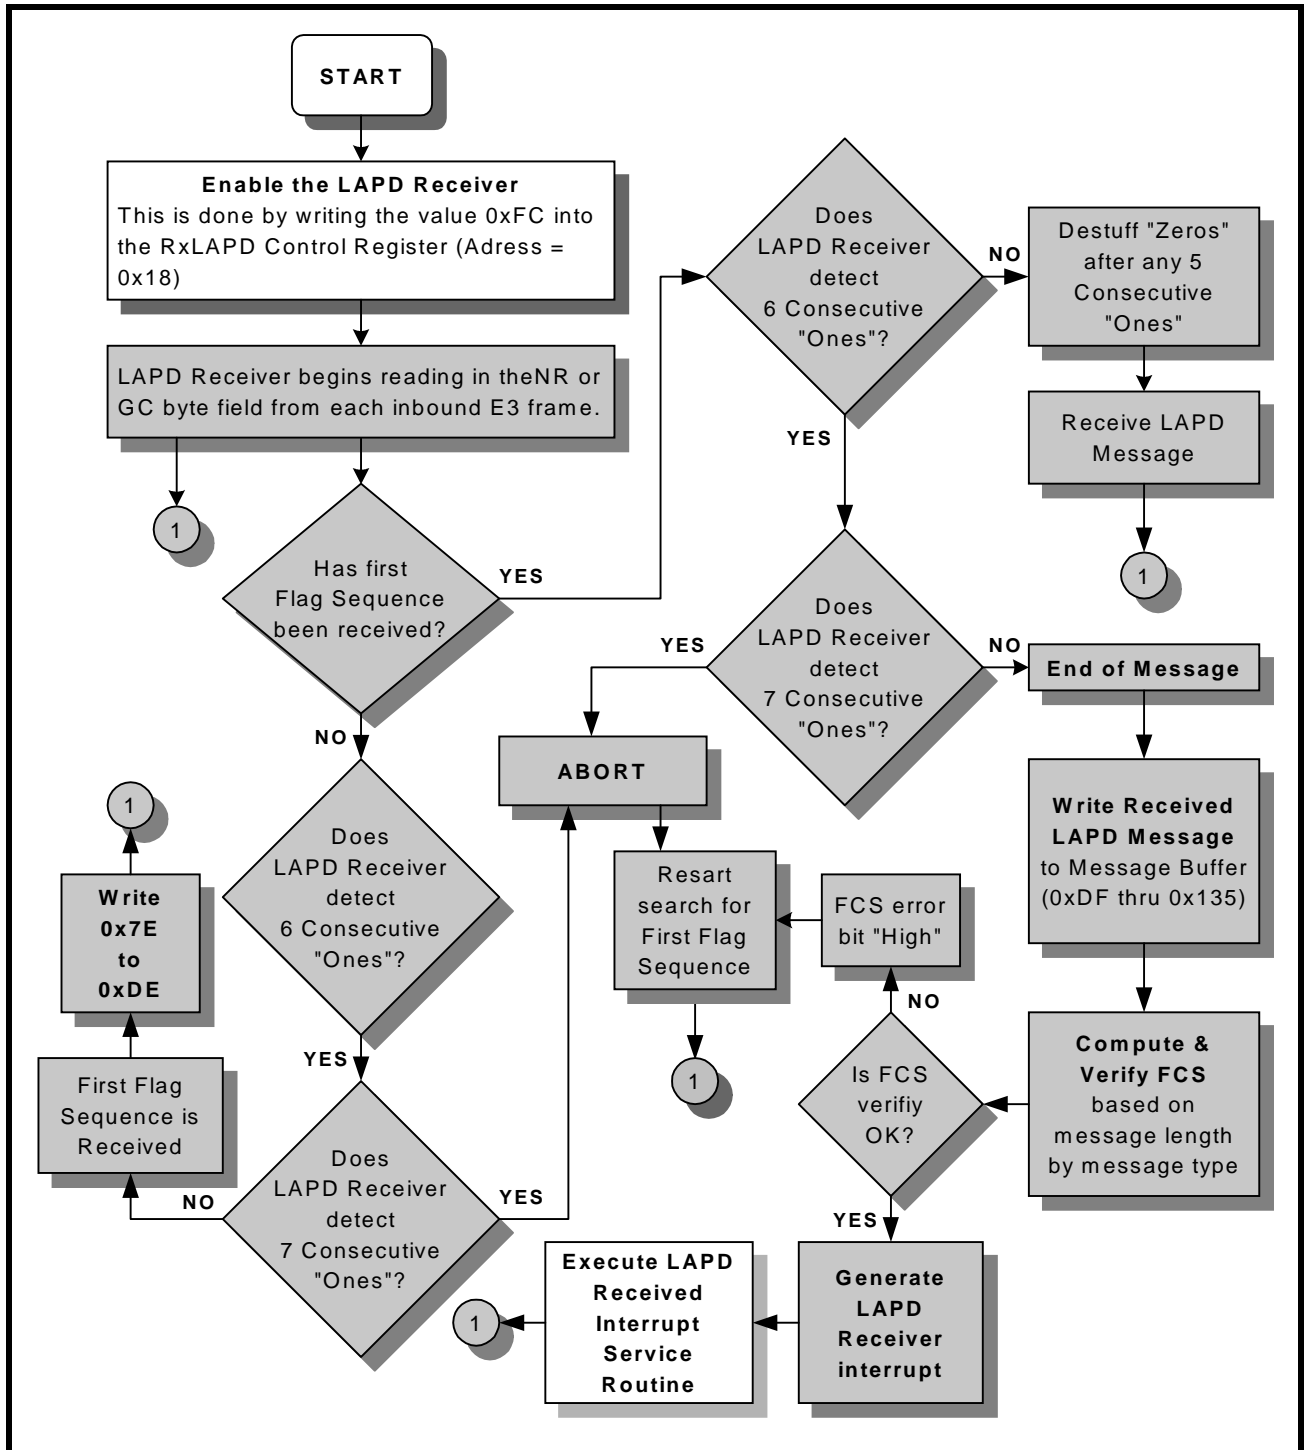 START
Enable the LAPD Receiver
This is done by writing the value 0xFC into
the RxLAPD Control Register (Adress =
0x18)
LAPD Receiver begins reading in theNR or
GC byte field from each inbound E3 frame.
1
Has first
Flag Sequence
been received?
YES
NO
Does
LAPD Receiver
detect
6 Consecutive
"Ones"?
NO
YES
Destuff "Zeros"
after any 5
Consecutive
"Ones"
Receive LAPD
Message
1
Does
LAPD Receiver
detect
7 Consecutive
"Ones"?
YES
NO
End of Message
Write Received
LAPD Message
to Message Buffer
(0xDF thru 0x135)
Compute &
Verify FCS
based on
message length
by message type
Is FCS
verifiy
OK?
NO
YES
FCS error
bit "High"
ABORT
Resart
search for
First Flag
Sequence
1
Generate
LAPD
Receiver
interrupt
Execute LAPD
Received
Interrupt
Service
Routine
1
Does
LAPD Receiver
detect
6 Consecutive
"Ones"?
YES
Does
LAPD Receiver
detect
7 Consecutive
"Ones"?
YES
NO
First Flag
Sequence is
Received
Write
0x7E
to
0xDE
1